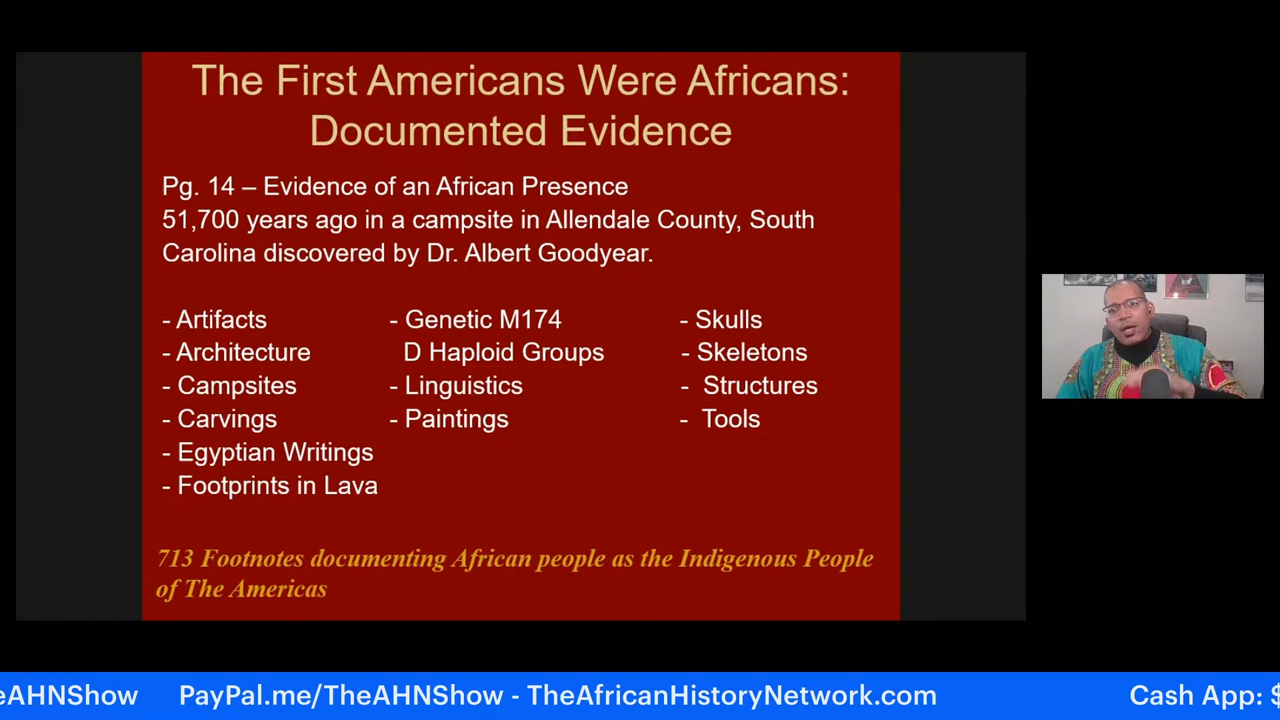 The First Americans Were Africans:
Documented Evidence
Pg. 14 – Evidence of an African Presence
51,700 years ago in a campsite in Allendale County, South
Carolina discovered by Dr. Albert Goodyear.
- Artifacts
- Architecture
- Campsites
- Carvings
- Egyptian Writings
- Footprints in Lava
- Genetic M174
D Haploid Groups
- Linguistics
- Paintings
- Skulls
- Skeletons
- Structures
- Tools
713 Footnotes documenting African people as the Indigenous People
of The Americas
eAHNShow PayPal.me/TheAHNShow - TheAfricanHistoryNetwork.com Cash App: $